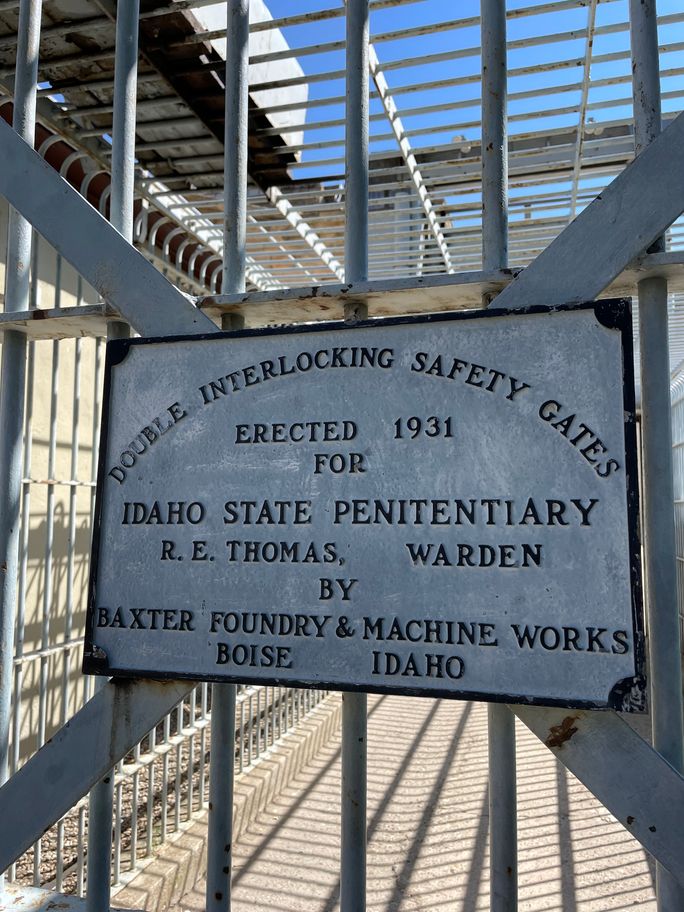 DOUBLE INTERLOCKING SAFETY GATES
ERECTED 1931
FOR
IDAHO STATE PENITENTIARY
R. E. THOMAS, WARDEN
BY
BAXTER FOUNDRY & MACHINE WORKS
BOISE IDAHO